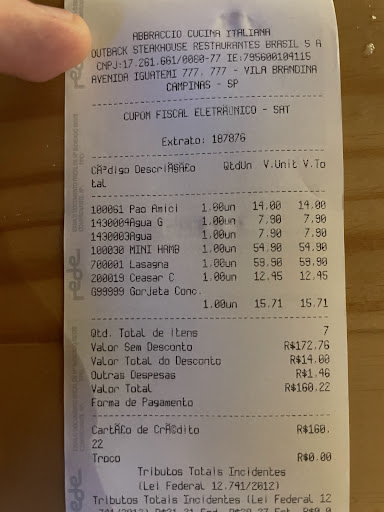 ABBRACCIO CUCINA ITALIANA
OUTBACK STEAKHOUSE RESTAURANTES BRASIL S A
CNPJ:17.261.661/0060-77 IE:795600104115
AVENIDA IGUATEMI 777, 777 - VILA BRANDINA
CAMPINAS - SP
CUPOM FISCAL ELETRÃ´NICO - SAT
Extrato: 187876
CÃ³digo DescriÃ§Ã£o QtdUn V.Unit V.To
tal
100061 Pao Amici 1.00un 14.00 14.00
1430004Agua G 1.00un 7.90 7.90
1430003Agua 1.00un 7.90 7.90
100030 MINI HAMB 1.00un 54.90 54.90
700001 Lasagna 1.00un 59.90 59.90
200019 Ceasar C 1.00un 12.45 12.45
G99999 Gorjeta Conc.
1.00un 15.71 15.71
Qtd. Total de Itens 7
Valor Sem Desconto R$172.76
Valor Total do Desconto R$14.00
Outras Despesas R$1.46
Valor Total R$160.22
Forma de Pagamento
CartÃ£o de CrÃ©dito R$160.
22
Troco R$0.00
Tributos Totais Incidentes
(Lei Federal 12.741/2012)
Tributos Totais Incidentes (Lei Federal 12
rede
rede
rede